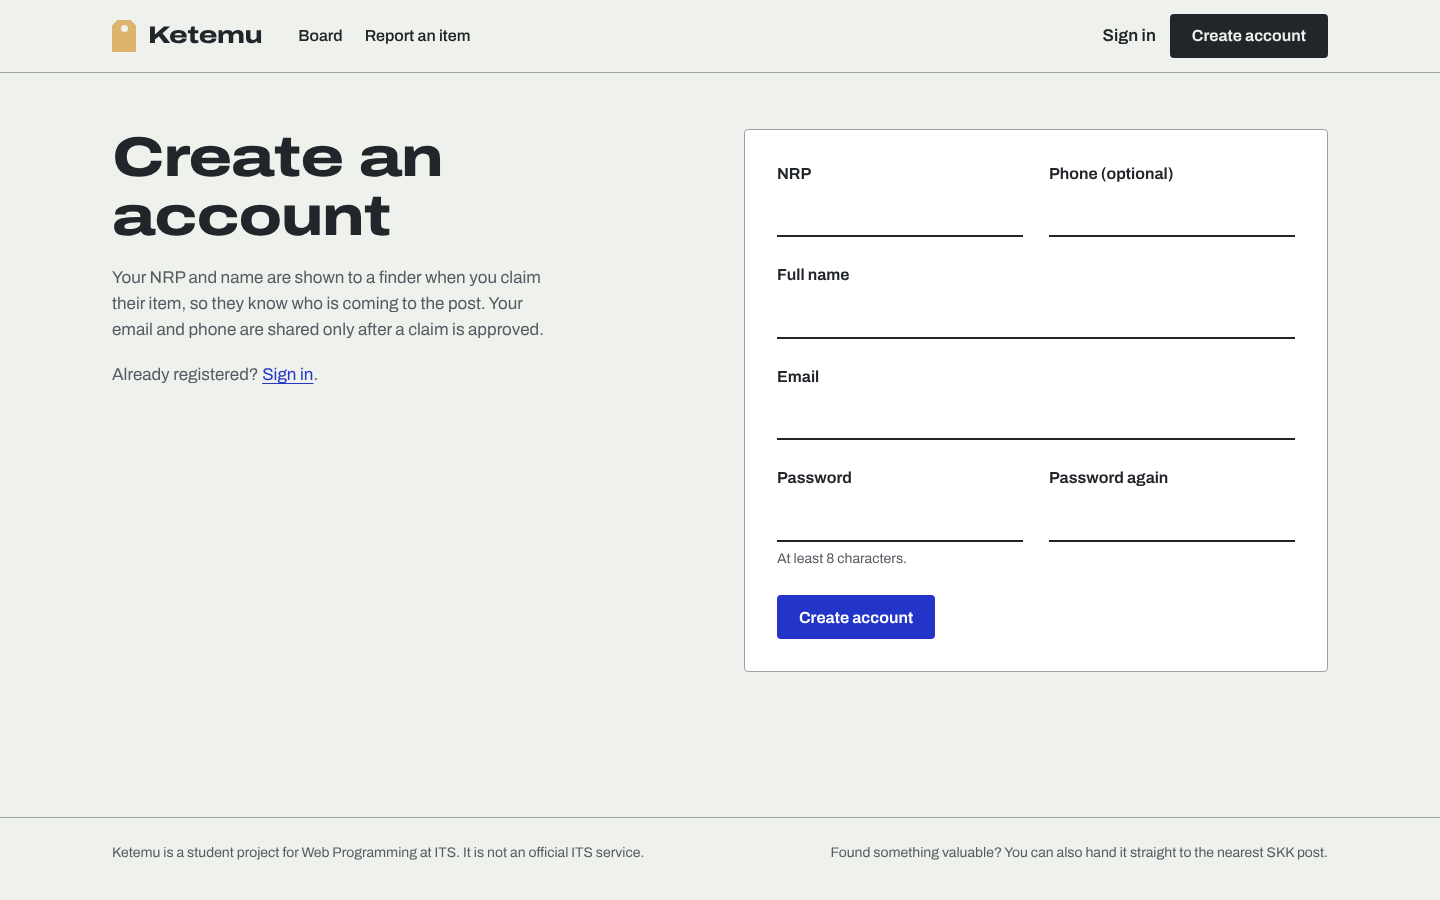 Ketemu
Board
Report an item
Sign in
Create account
Create an
account
Your NRP and name are shown to a finder when you claim
their item, so they know who is coming to the post. Your
email and phone are shared only after a claim is approved.
Already registered? Sign in.
NRP
Phone (optional)
Full name
Email
Password
Password again
At least 8 characters.
Create account
Ketemu is a student project for Web Programming at ITS. It is not an official ITS service.
Found something valuable? You can also hand it straight to the nearest SKK post.